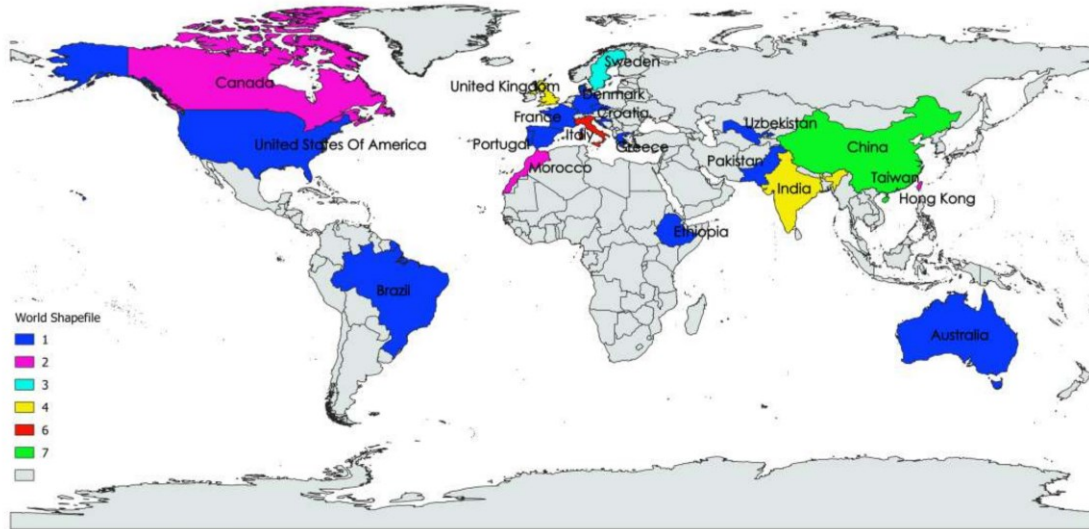 Sweden
Canada
United Kingdom
Denmark
France
Croatia
Uzbekistan
United States Of America
Portugal
Italy
Greece
China
Pakistan
Morocco
Taiwan
India
Hong Kong
Ethiopia
Brazil
World Shapefile
1
Australia
2
3
4
6
7